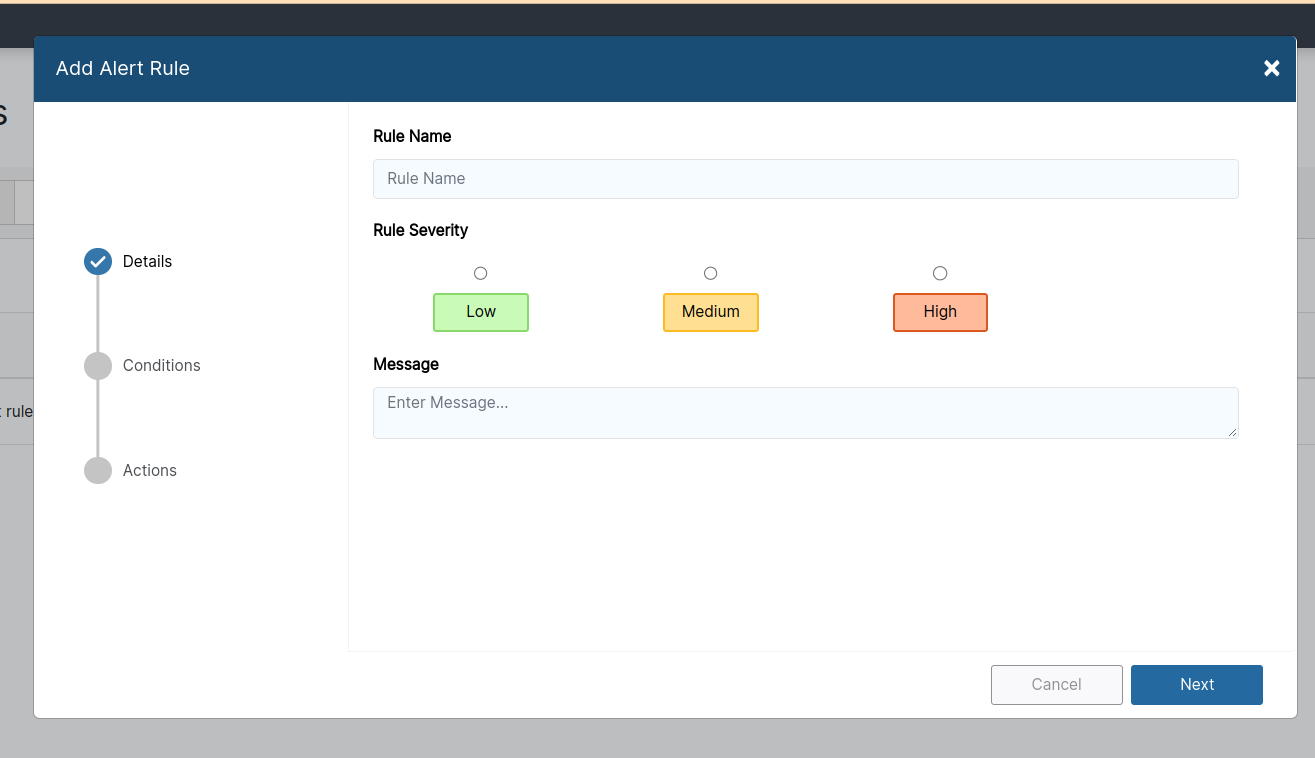 Add Alert Rule
s
Rule Name
Rule Name
Rule Severity
Details
Low
Medium
High
Message
Conditions
Enter Message...
t rule
Actions
Cancel
Next